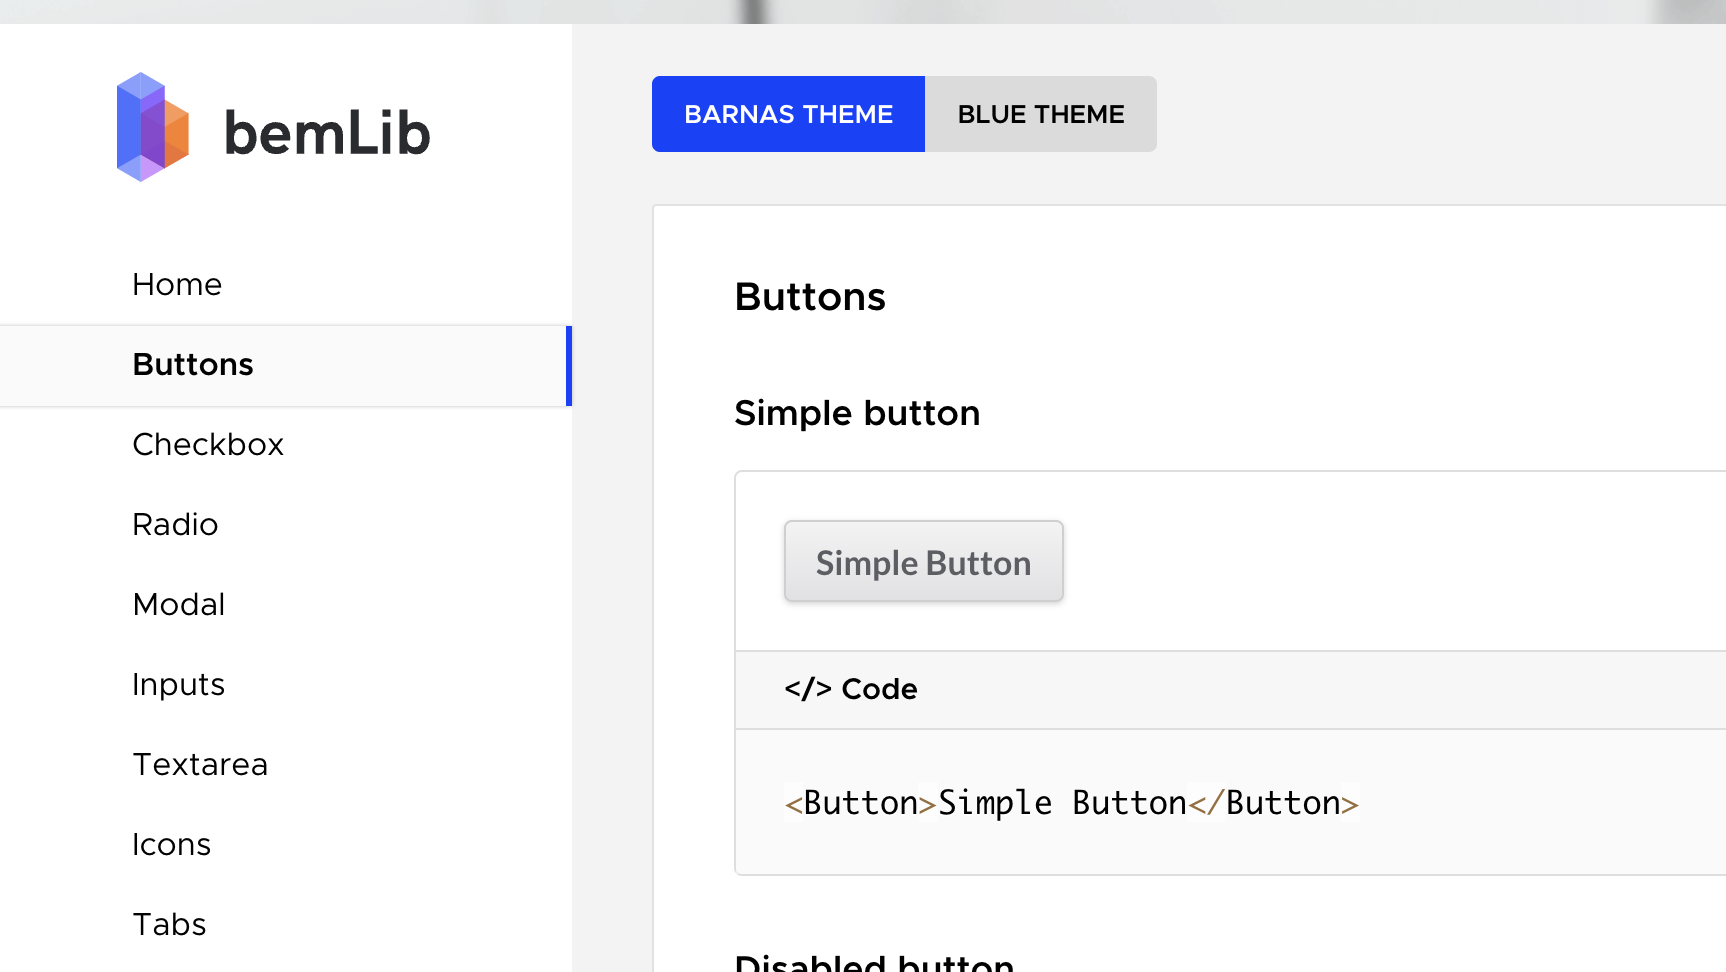 bemLib
Home
Buttons
Checkbox
Radio
Modal
Inputs
Textarea
Icons
Tabs
BARNAS THEME
BLUE THEME
Buttons
Simple button
Simple Button
</> Code
<Button>Simple Button</Button>
Disabled button